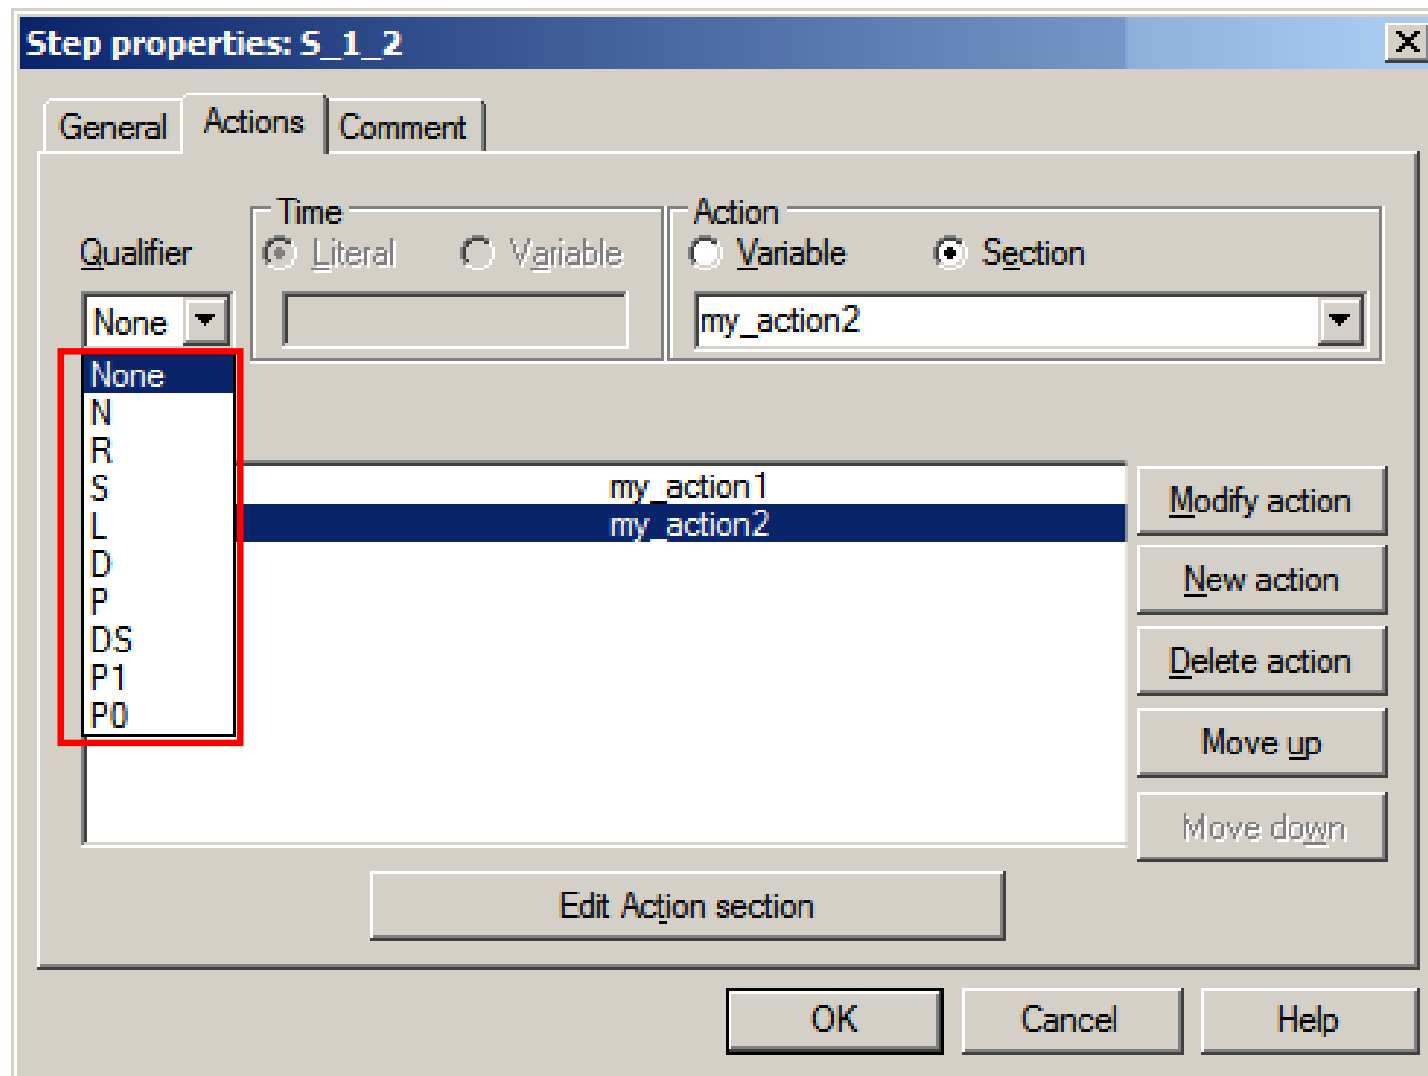 Step properties: S_1_2
General Actions Comment
Time Action
Qualifier Literal Variable Variable Section
None my_action2
None
N
R
S my_action1
L my_action2
D
P
DS
P1
P0
Modify action
New action
Delete action
Move up
Move down
Edit Action section
OK Cancel Help